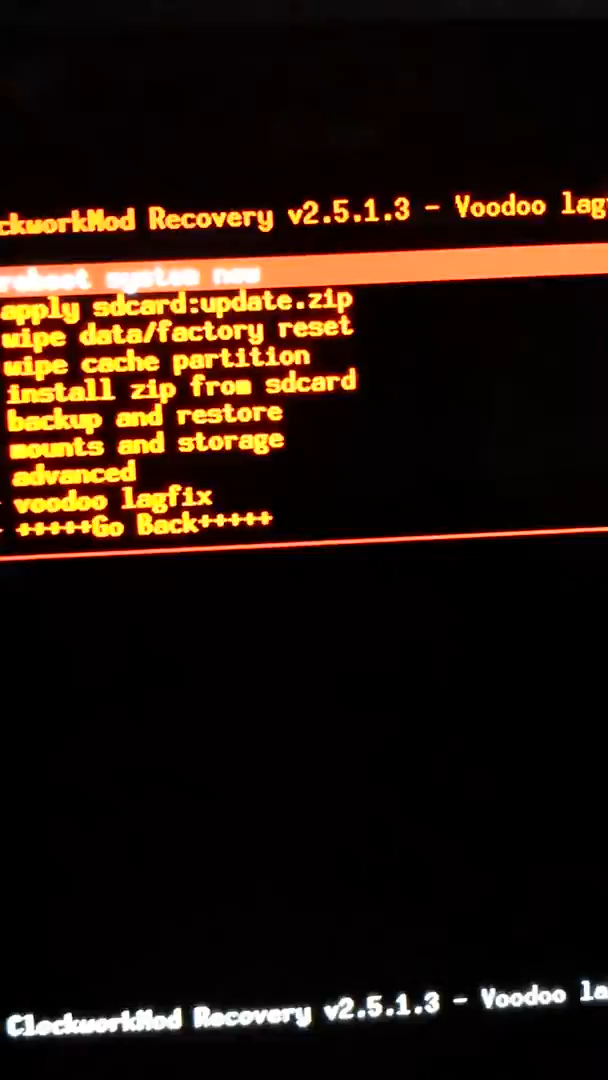 ckworkMod Recovery v2.5.1.3 - Voodoo lag
reboot system now
apply sdcard:update.zip
wipe data/factory reset
wipe cache partition
install zip from sdcard
backup and restore
mounts and storage
advanced
- voodoo lagfix
- +++++Go Back+++++
ClockworkMod Recovery v2.5.1.3 - Voodoo la